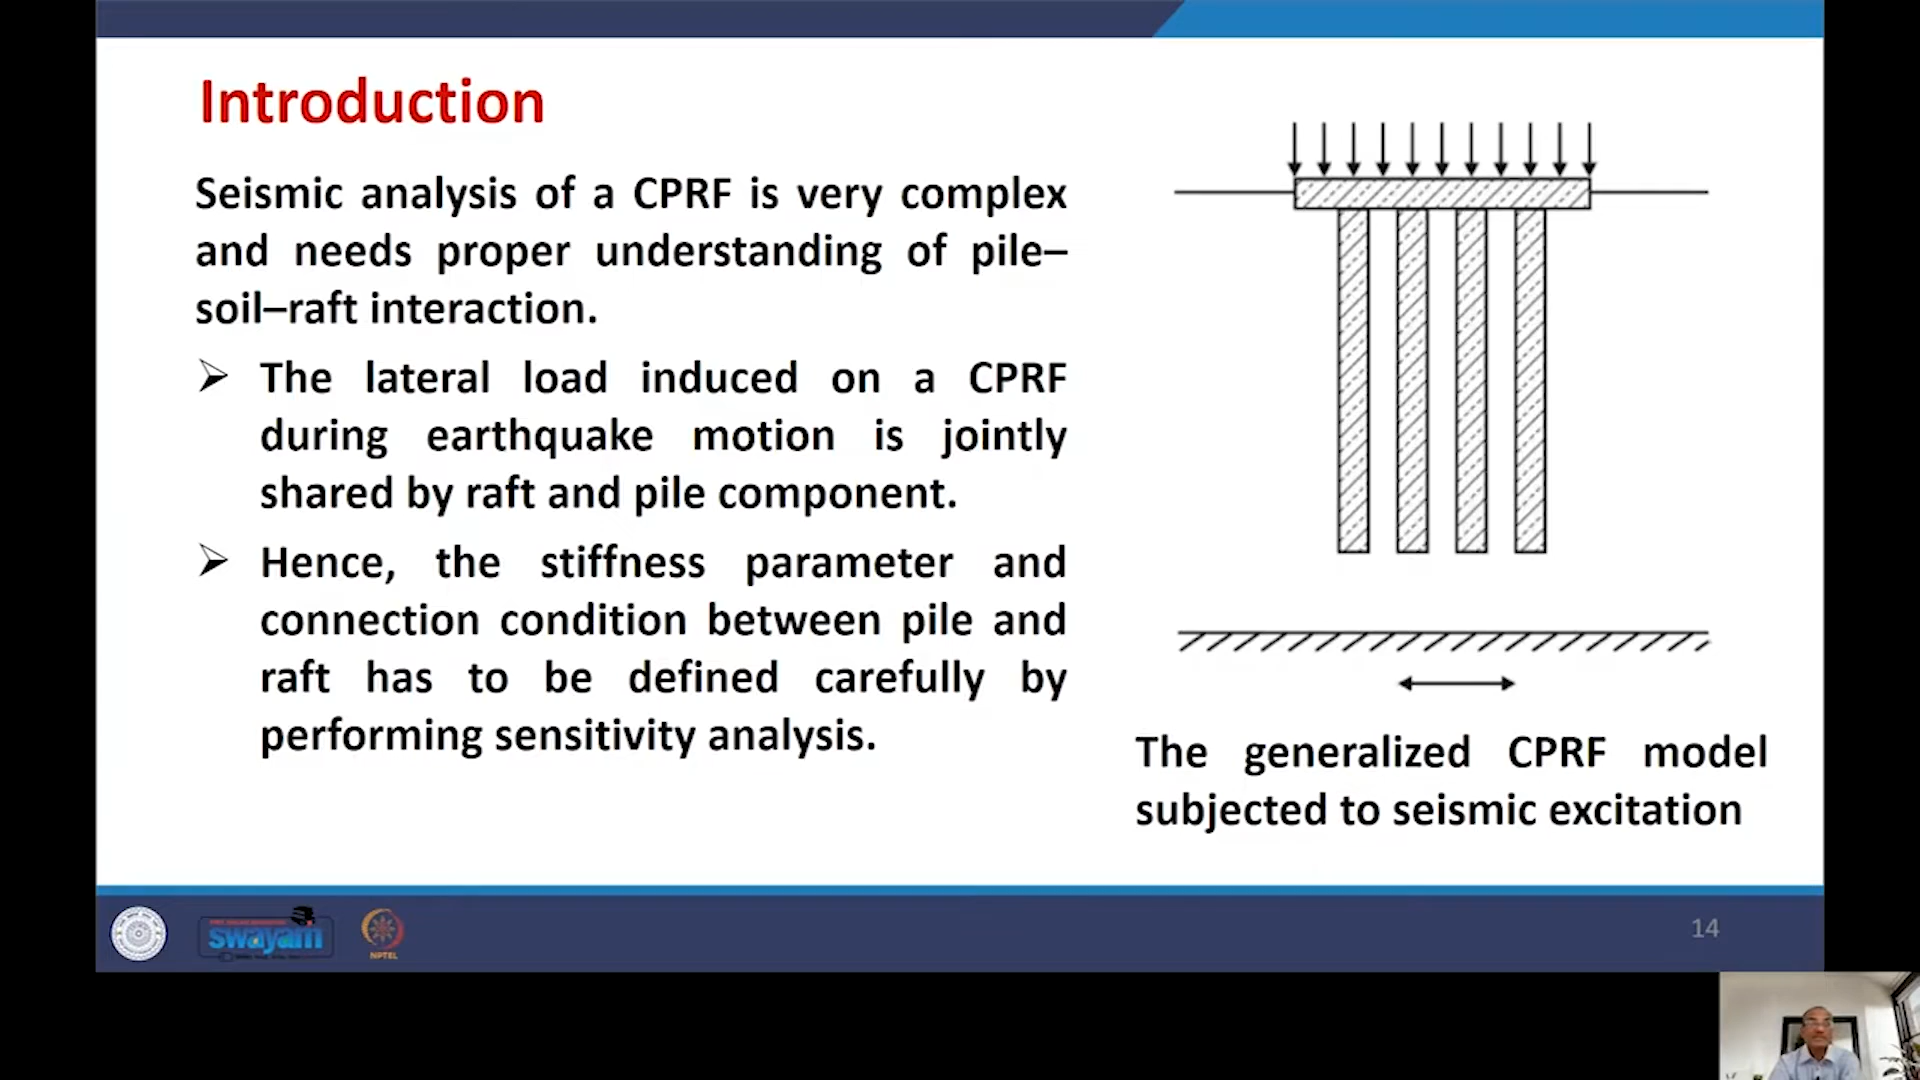 Introduction
Seismic analysis of a CPRF is very complex
and needs proper understanding of pile–
soil–raft interaction.
➢ The lateral load induced on a CPRF
during earthquake motion is jointly
shared by raft and pile component.
➢ Hence, the stiffness parameter and
connection condition between pile and
raft has to be defined carefully by
performing sensitivity analysis.
The generalized CPRF model
subjected to seismic excitation
swayam
NPTEL
14